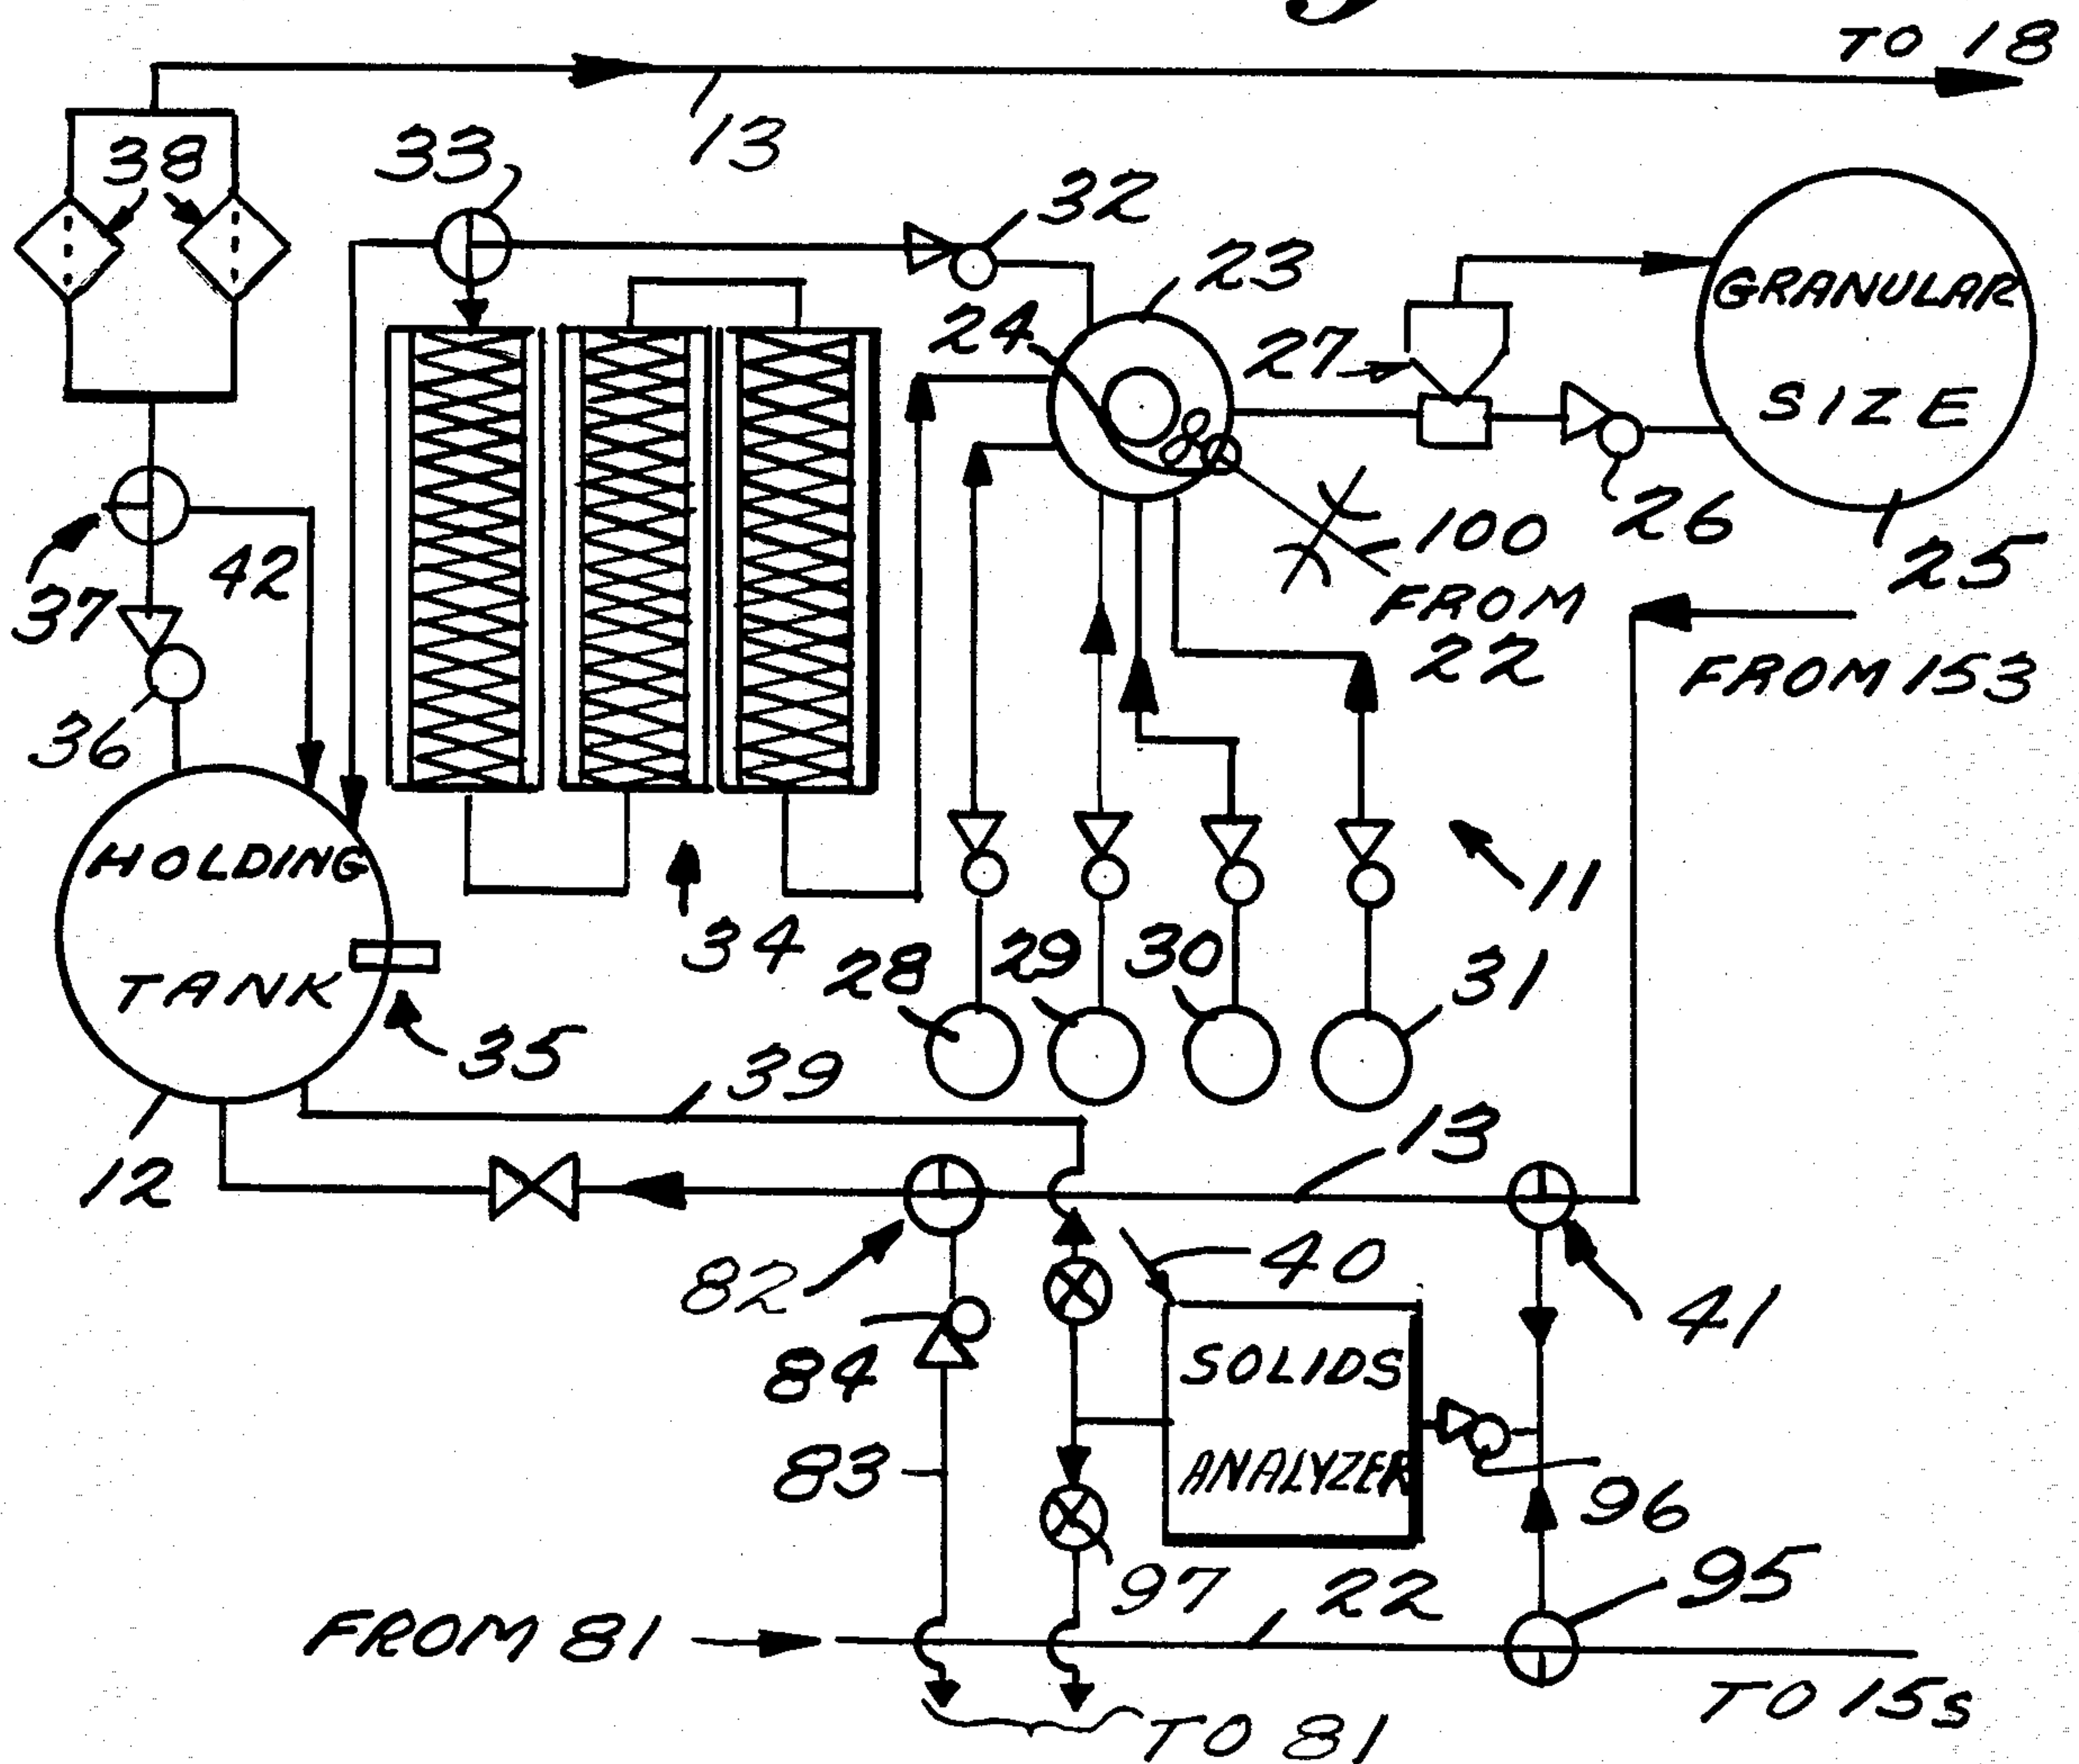 TO 18
13
38
33
32
23
24
27
GRANULAR
SIZE
26
25
100
FROM
22
FROM 153
37
42
36
HOLDING
TANK
34
35
28
29
30
31
11
39
13
12
82
40
41
84
SOLIDS
ANALYZER
83
96
97
22
95
FROM 81
TO 15s
TO 81